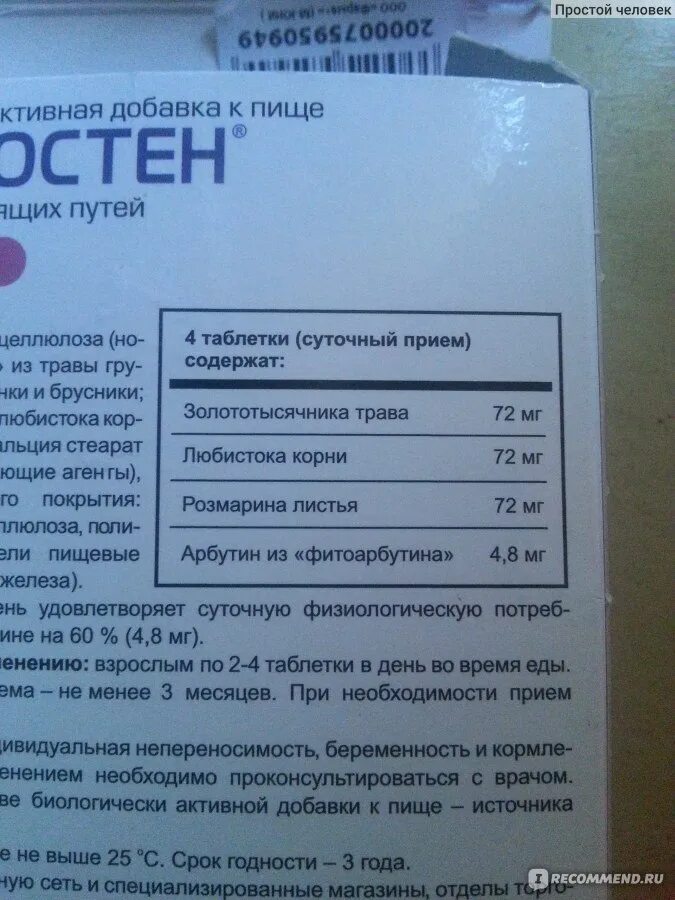 Простой человек
2000075950949
ктивная добавка к пище
ОСТЕН®
ящих путей
целлюлоза (но-
» из травы гру-
нки и брусники;
любистока кор-
альция стеарат
ующие агенты),
го покрытия:
ллюлоза, поли-
ели пищевые
железа).
4 таблетки (суточный прием)
содержат:
Золототысячника трава 72 мг
Любистока корни 72 мг
Розмарина листья 72 мг
Арбутин из «фитоарбутина» 4,8 мг
ень удовлетворяет суточную физиологическую потреб-
ине на 60 % (4,8 мг).
менению: взрослым по 2-4 таблетки в день во время еды.
ема – не менее 3 месяцев. При необходимости прием
дивидуальная непереносимость, беременность и кормле-
енением необходимо проконсультироваться с врачом.
ве биологически активной добавки к пище – источника
е не выше 25 °С. Срок годности – 3 года.
ную сеть и специализированные магазины, отделы торго-
IRECOMMEND.RU